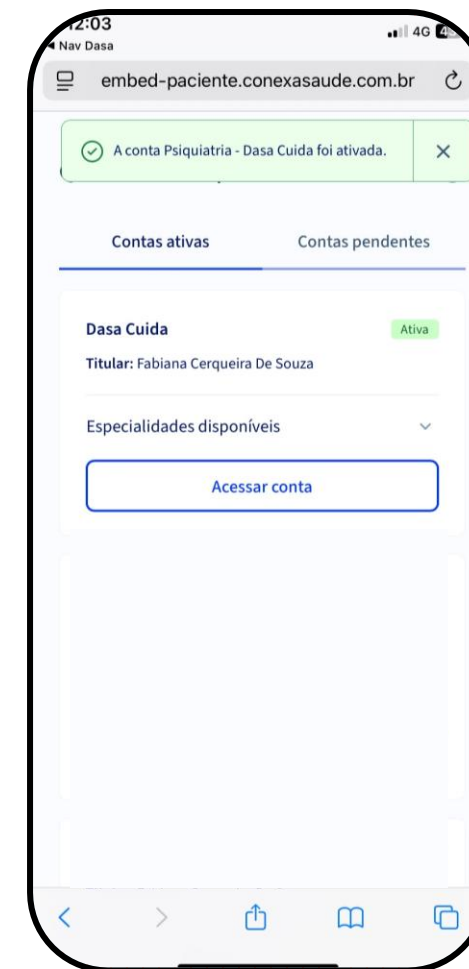 12:03
4G
Nav Dasa
embed-paciente.conexasaude.com.br
A conta Psiquiatria - Dasa Cuida foi ativada.
Contas ativas
Contas pendentes
Dasa Cuida
Ativa
Titular: Fabiana Cerqueira De Souza
Especialidades disponíveis
Acessar conta